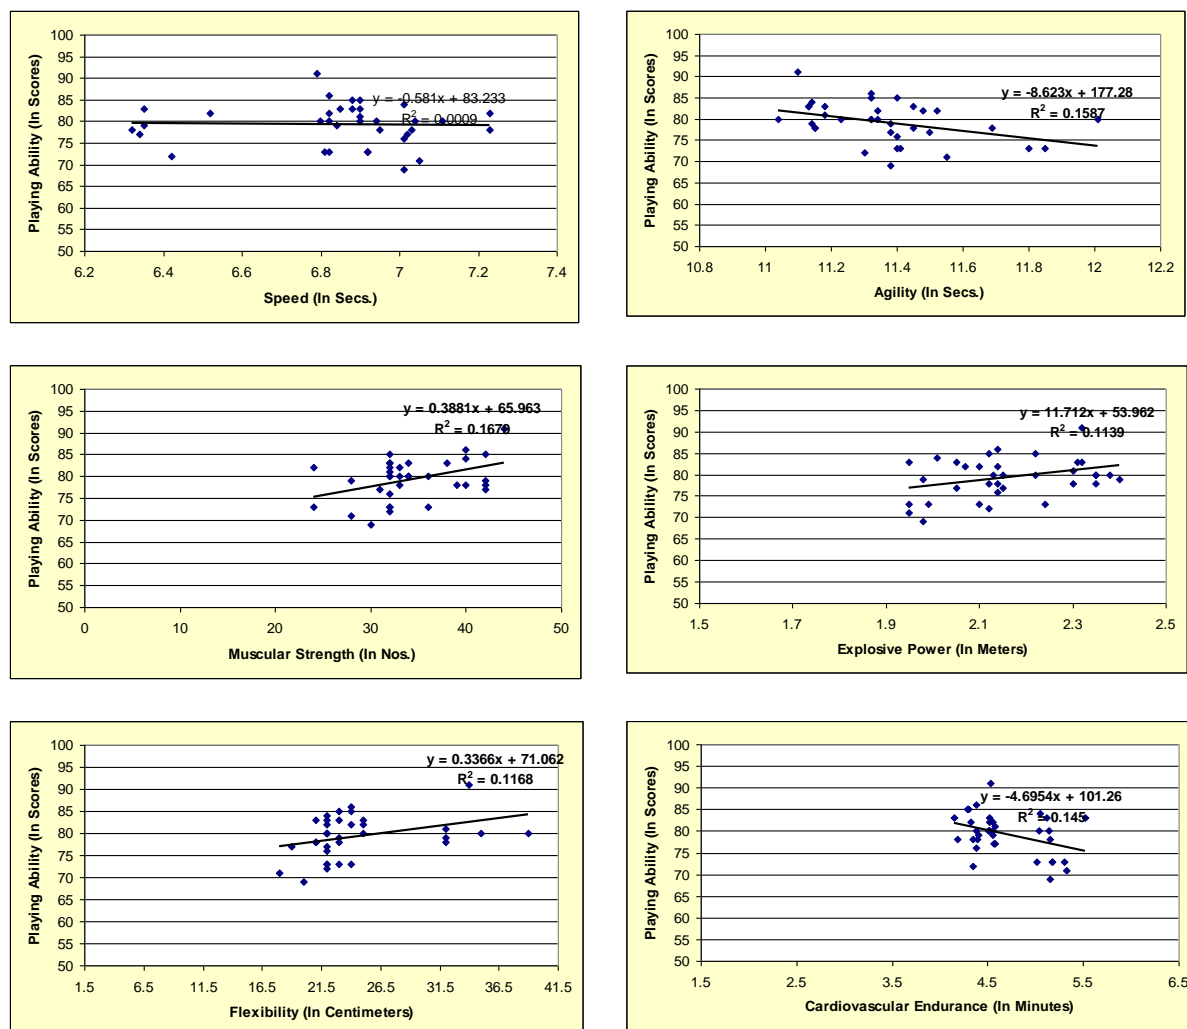 100
95
90
85
80
75
70
65
60
55
50
6.2 6.4 6.6 6.8 7 7.2 7.4
Speed (In Secs.)
Playing Ability (In Scores)
y = -0.581x + 83.233
R² = 0.0009
100
95
90
85
80
75
70
65
60
55
50
10.8 11 11.2 11.4 11.6 11.8 12 12.2
Agility (In Secs.)
Playing Ability (In Scores)
y = -8.623x + 177.28
R² = 0.1587
100
95
90
85
80
75
70
65
60
55
50
0 10 20 30 40 50
Muscular Strength (In Nos.)
Playing Ability (In Scores)
y = 0.3881x + 65.963
R² = 0.1679
100
95
90
85
80
75
70
65
60
55
50
1.5 1.7 1.9 2.1 2.3 2.5
Explosive Power (In Meters)
Playing Ability (In Scores)
y = 11.712x + 53.962
R² = 0.1139
100
95
90
85
80
75
70
65
60
55
50
1.5 6.5 11.5 16.5 21.5 26.5 31.5 36.5 41.5
Flexibility (In Centimeters)
Playing Ability (In Scores)
y = 0.3366x + 71.062
R² = 0.1168
100
95
90
85
80
75
70
65
60
55
50
1.5 2.5 3.5 4.5 5.5 6.5
Cardiovascular Endurance (In Minutes)
Playing Ability (In Scores)
y = -4.6954x + 101.26
R² = 0.145